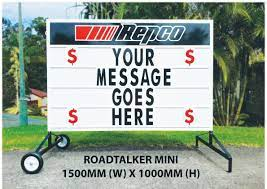 REPCO
$ YOUR $
MESSAGE
GOES
$ HERE $
ROADTALKER MINI
1500MM (W) X 1000MM (H)